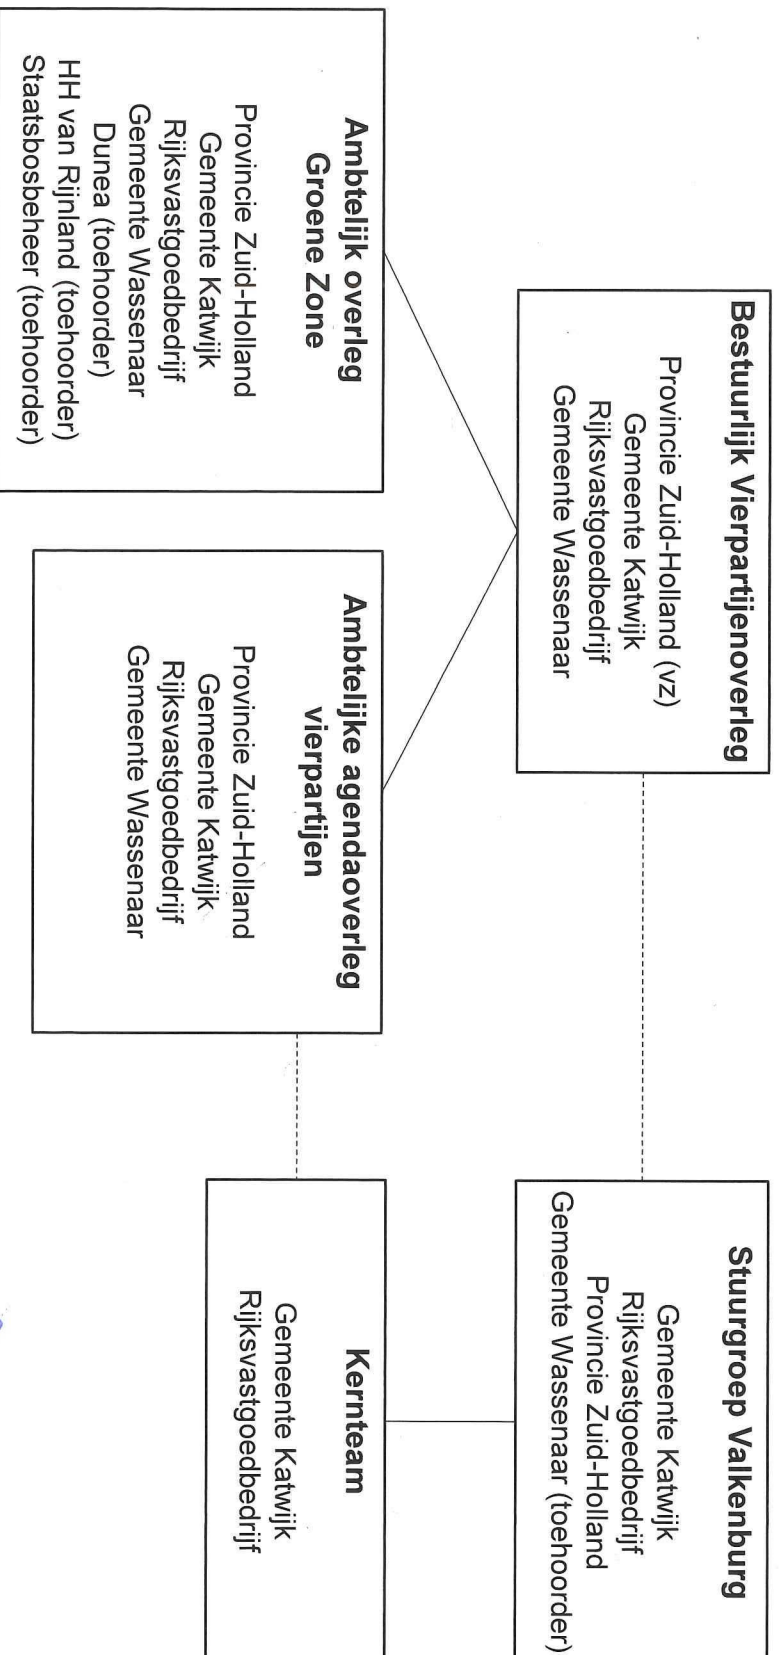 Bestuurlijk Vierpartijenoverleg
Provincie Zuid-Holland (vz)
Gemeente Katwijk
Rijksvastgoedbedrijf
Gemeente Wassenaar
Stuurgroep Valkenburg
Gemeente Katwijk
Rijksvastgoedbedrijf
Provincie Zuid-Holland
Gemeente Wassenaar (toehoorder)
Ambtelijk overleg
Groene Zone
Provincie Zuid-Holland
Gemeente Katwijk
Rijksvastgoedbedrijf
Gemeente Wassenaar
Dunea (toehoorder)
HH van Rijnland (toehoorder)
Staatsbosbeheer (toehoorder)
Ambtelijke agendaoverleg
vierpartijen
Provincie Zuid-Holland
Gemeente Katwijk
Rijksvastgoedbedrijf
Gemeente Wassenaar
Kernteam
Gemeente Katwijk
Rijksvastgoedbedrijf